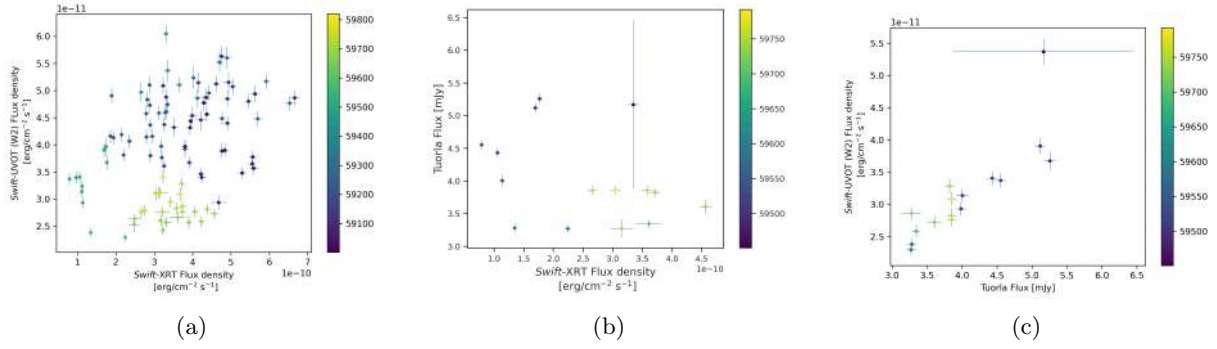 1e−11
6.0
5.5
5.0
4.5
4.0
3.5
3.0
2.5
Swift-UVOT (W2) FLux density
[erg/cm⁻² s⁻¹]
1 2 3 4 5 6 7
1e−10
Swift-XRT Flux density
[erg/cm⁻² s⁻¹]
59800
59700
59600
59500
59400
59300
59200
59100
(a)
6.5
6.0
5.5
5.0
4.5
4.0
3.5
3.0
Tuorla Flux [mJy]
1.0 1.5 2.0 2.5 3.0 3.5 4.0 4.5
1e−10
Swift-XRT Flux density
[erg/cm⁻² s⁻¹]
59750
59700
59650
59600
59550
59500
(b)
1e−11
5.5
5.0
4.5
4.0
3.5
3.0
2.5
Swift-UVOT (W2) FLux density
[erg/cm⁻² s⁻¹]
3.0 3.5 4.0 4.5 5.0 5.5 6.0 6.5
Tuorla Flux [mJy]
59750
59700
59650
59600
59550
59500
(c)